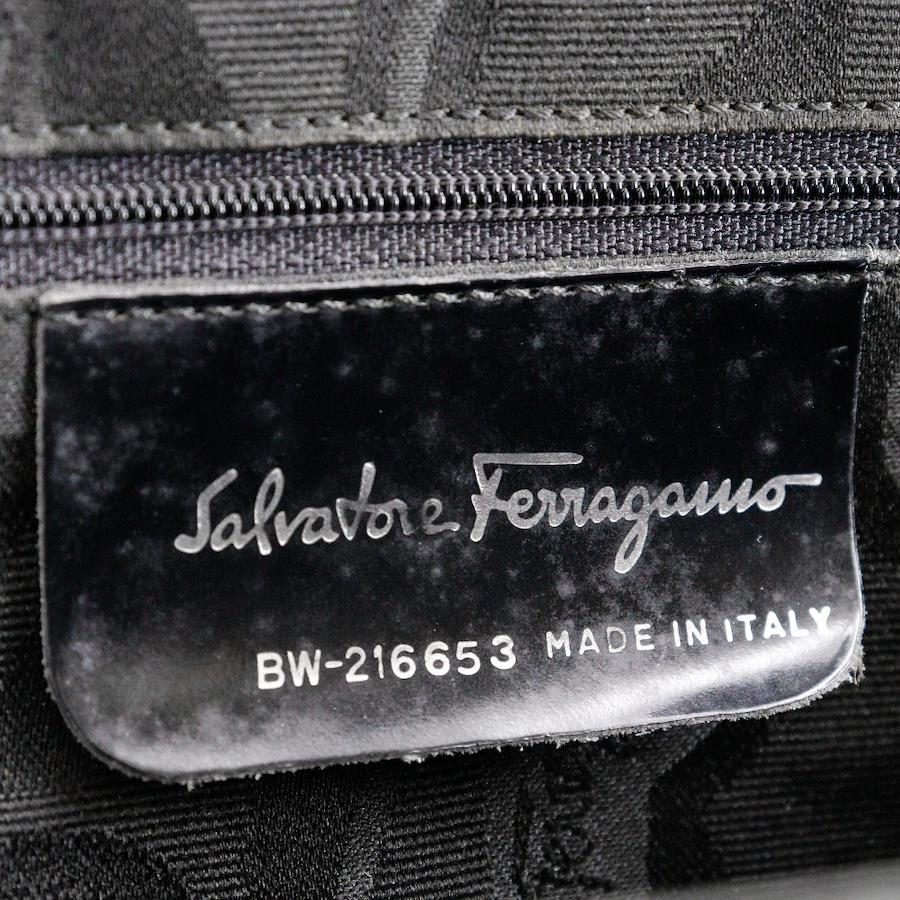 Salvatore Ferragamo
BW-216653 MADE IN ITALY